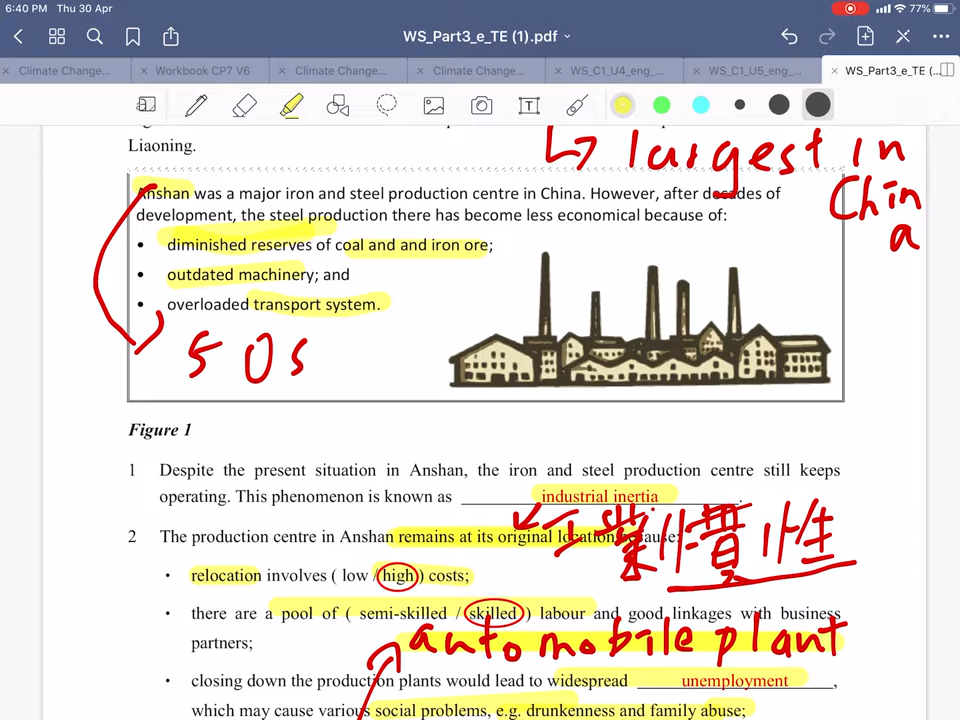 6:40 PM Thu 30 Apr
77%
WS_Part3_e_TE (1).pdf
Climate Change...
Workbook CP7 V6
Climate Change...
Climate Change...
WS_C1_U4_eng_...
WS_C1_U5_eng_...
WS_Part3_e_TE (...
Liaoning.
largest in
China
Anshan was a major iron and steel production centre in China. However, after decades of
development, the steel production there has become less economical because of:
• diminished reserves of coal and and iron ore;
• outdated machinery; and
• overloaded transport system.
50s
Figure 1
1 Despite the present situation in Anshan, the iron and steel production centre still keeps
operating. This phenomenon is known as industrial inertia.
工業慣性
2 The production centre in Anshan remains at its original location because:
• relocation involves ( low / high ) costs;
• there are a pool of ( semi-skilled / skilled ) labour and good linkages with business
partners;
automobile plant
• closing down the production plants would lead to widespread unemployment,
which may cause various social problems, e.g. drunkenness and family abuse;